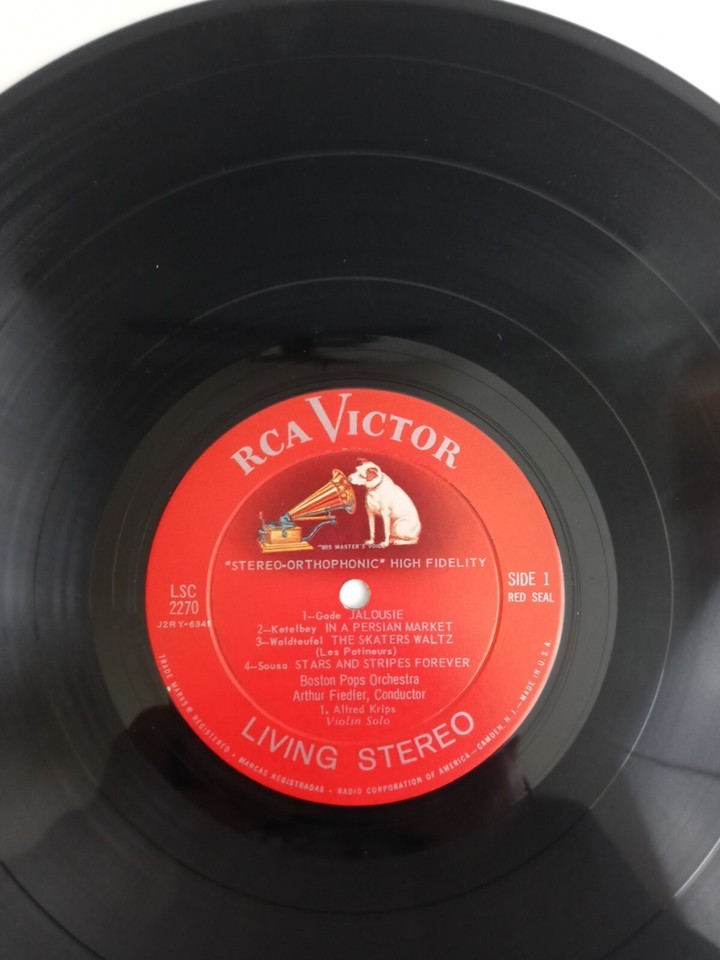 RCA VICTOR
"HIS MASTER'S VOICE"
"STEREO-ORTHOPHONIC" HIGH FIDELITY
LSC
2270
J2RY-6341
SIDE 1
RED SEAL
1—Gade JALOUSIE
2—Ketelbey IN A PERSIAN MARKET
3—Waldteufel THE SKATERS WALTZ
(Les Patineurs)
4—Sousa STARS AND STRIPES FOREVER
Boston Pops Orchestra
Arthur Fiedler, Conductor
1. Alfred Krips
Violin Solo
LIVING STEREO
TRADE MARKS ® REGISTERED • MARCAS REGISTRADAS • RADIO CORPORATION OF AMERICA—CAMDEN, N.J.—MADE IN U.S.A.